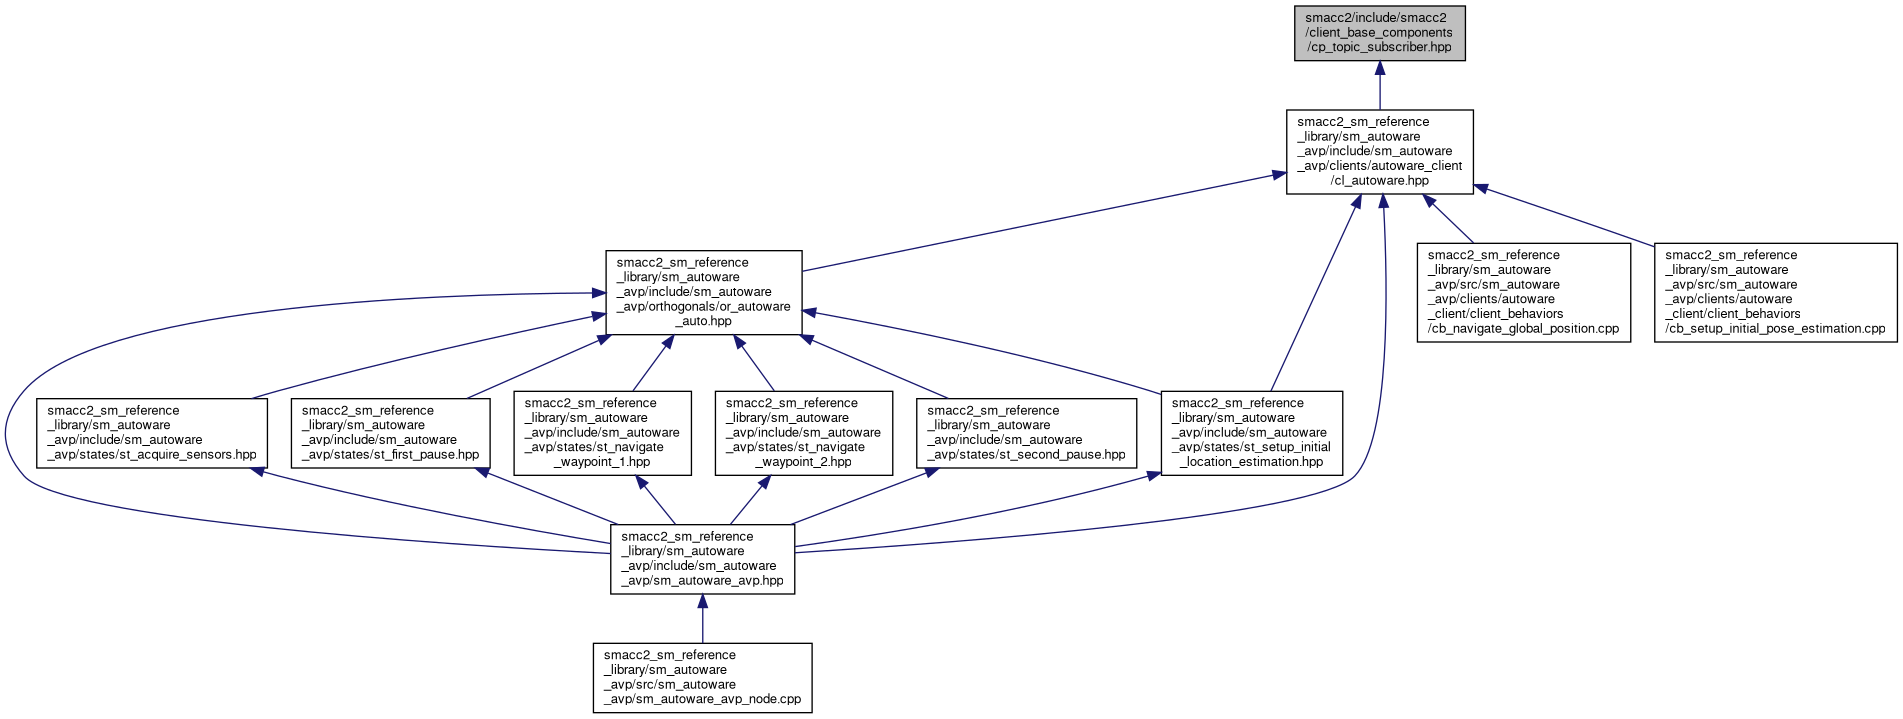 smacc2/include/smacc2
/client_base_components
/cp_topic_subscriber.hpp
smacc2_sm_reference
_library/sm_autoware
_avp/include/sm_autoware
_avp/clients/autoware_client
/cl_autoware.hpp
smacc2_sm_reference
_library/sm_autoware
_avp/include/sm_autoware
_avp/orthogonals/or_autoware
_auto.hpp
smacc2_sm_reference
_library/sm_autoware
_avp/src/sm_autoware
_avp/clients/autoware
_client/client_behaviors
/cb_navigate_global_position.cpp
smacc2_sm_reference
_library/sm_autoware
_avp/src/sm_autoware
_avp/clients/autoware
_client/client_behaviors
/cb_setup_initial_pose_estimation.cpp
smacc2_sm_reference
_library/sm_autoware
_avp/include/sm_autoware
_avp/states/st_acquire_sensors.hpp
smacc2_sm_reference
_library/sm_autoware
_avp/include/sm_autoware
_avp/states/st_first_pause.hpp
smacc2_sm_reference
_library/sm_autoware
_avp/include/sm_autoware
_avp/states/st_navigate
_waypoint_1.hpp
smacc2_sm_reference
_library/sm_autoware
_avp/include/sm_autoware
_avp/states/st_navigate
_waypoint_2.hpp
smacc2_sm_reference
_library/sm_autoware
_avp/include/sm_autoware
_avp/states/st_second_pause.hpp
smacc2_sm_reference
_library/sm_autoware
_avp/include/sm_autoware
_avp/states/st_setup_initial
_location_estimation.hpp
smacc2_sm_reference
_library/sm_autoware
_avp/include/sm_autoware
_avp/sm_autoware_avp.hpp
smacc2_sm_reference
_library/sm_autoware
_avp/src/sm_autoware
_avp/sm_autoware_avp_node.cpp